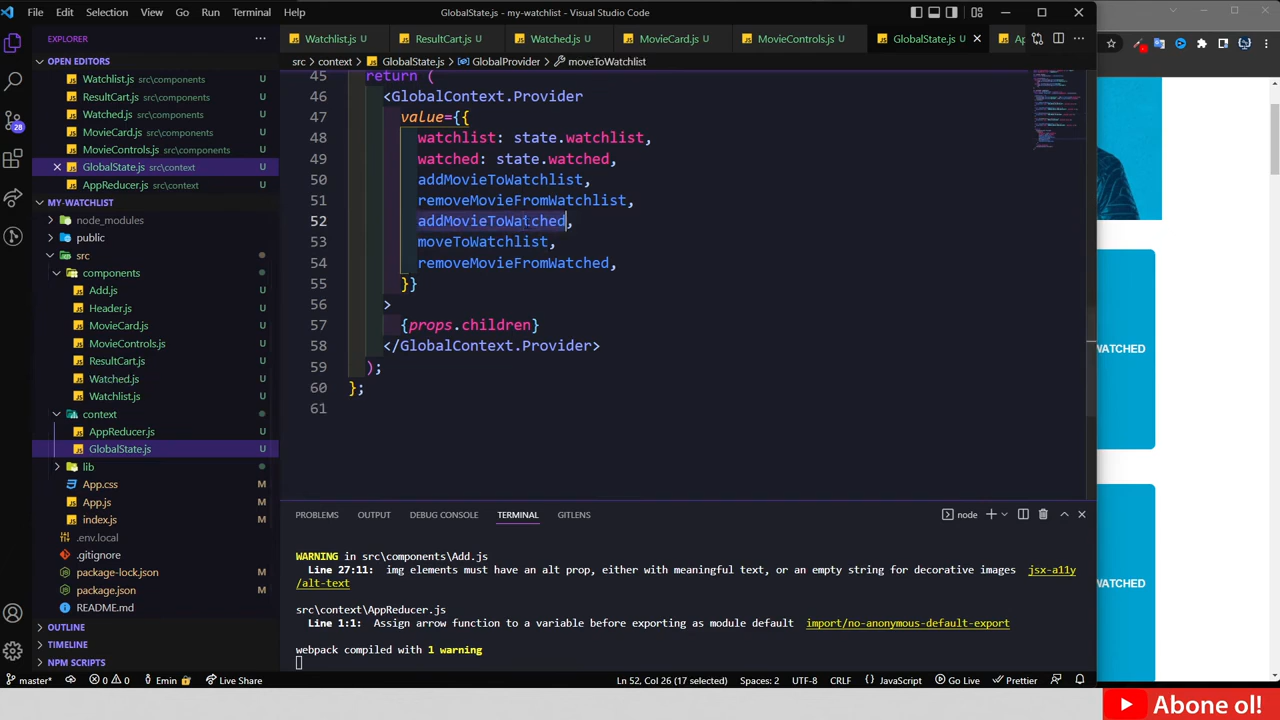 File Edit Selection View Go Run Terminal Help
GlobalState.js - my-watchlist - Visual Studio Code
EXPLORER
Watchlist.js U
ResultCart.js U
Watched.js U
MovieCard.js U
MovieControls.js U
GlobalState.js U
src > context > GlobalState.js > GlobalProvider > moveToWatchlist
OPEN EDITORS
Watchlist.js src\components U
ResultCart.js src\components U
Watched.js src\components U
MovieCard.js src\components U
MovieControls.js src\components U
GlobalState.js src\context U
AppReducer.js src\context U
MY-WATCHLIST
node_modules
public
src
components
Add.js U
Header.js U
MovieCard.js U
MovieControls.js U
ResultCart.js U
Watched.js U
Watchlist.js U
context
AppReducer.js U
GlobalState.js U
lib
App.css M
App.js M
index.js M
.env.local
.gitignore
package-lock.json M
package.json M
README.md
OUTLINE
TIMELINE
NPM SCRIPTS
45 return (
46 <GlobalContext.Provider
47 value={{
48 watchlist: state.watchlist,
49 watched: state.watched,
50 addMovieToWatchlist,
51 removeMovieFromWatchlist,
52 addMovieToWatched,
53 moveToWatchlist,
54 removeMovieFromWatched,
55 }}
56 >
57 {props.children}
58 </GlobalContext.Provider>
59 );
60 };
61
PROBLEMS OUTPUT DEBUG CONSOLE TERMINAL GITLENS
node
WARNING in src\components\Add.js
Line 27:11: img elements must have an alt prop, either with meaningful text, or an empty string for decorative images jsx-a11y
/alt-text
src\context\AppReducer.js
Line 1:1: Assign arrow function to a variable before exporting as module default import/no-anonymous-default-export
webpack compiled with 1 warning
28
master* 0 0 Emin Live Share
Ln 52, Col 26 (17 selected) Spaces: 2 UTF-8 CRLF JavaScript Go Live Prettier
WATCHED
WATCHED
Abone ol!